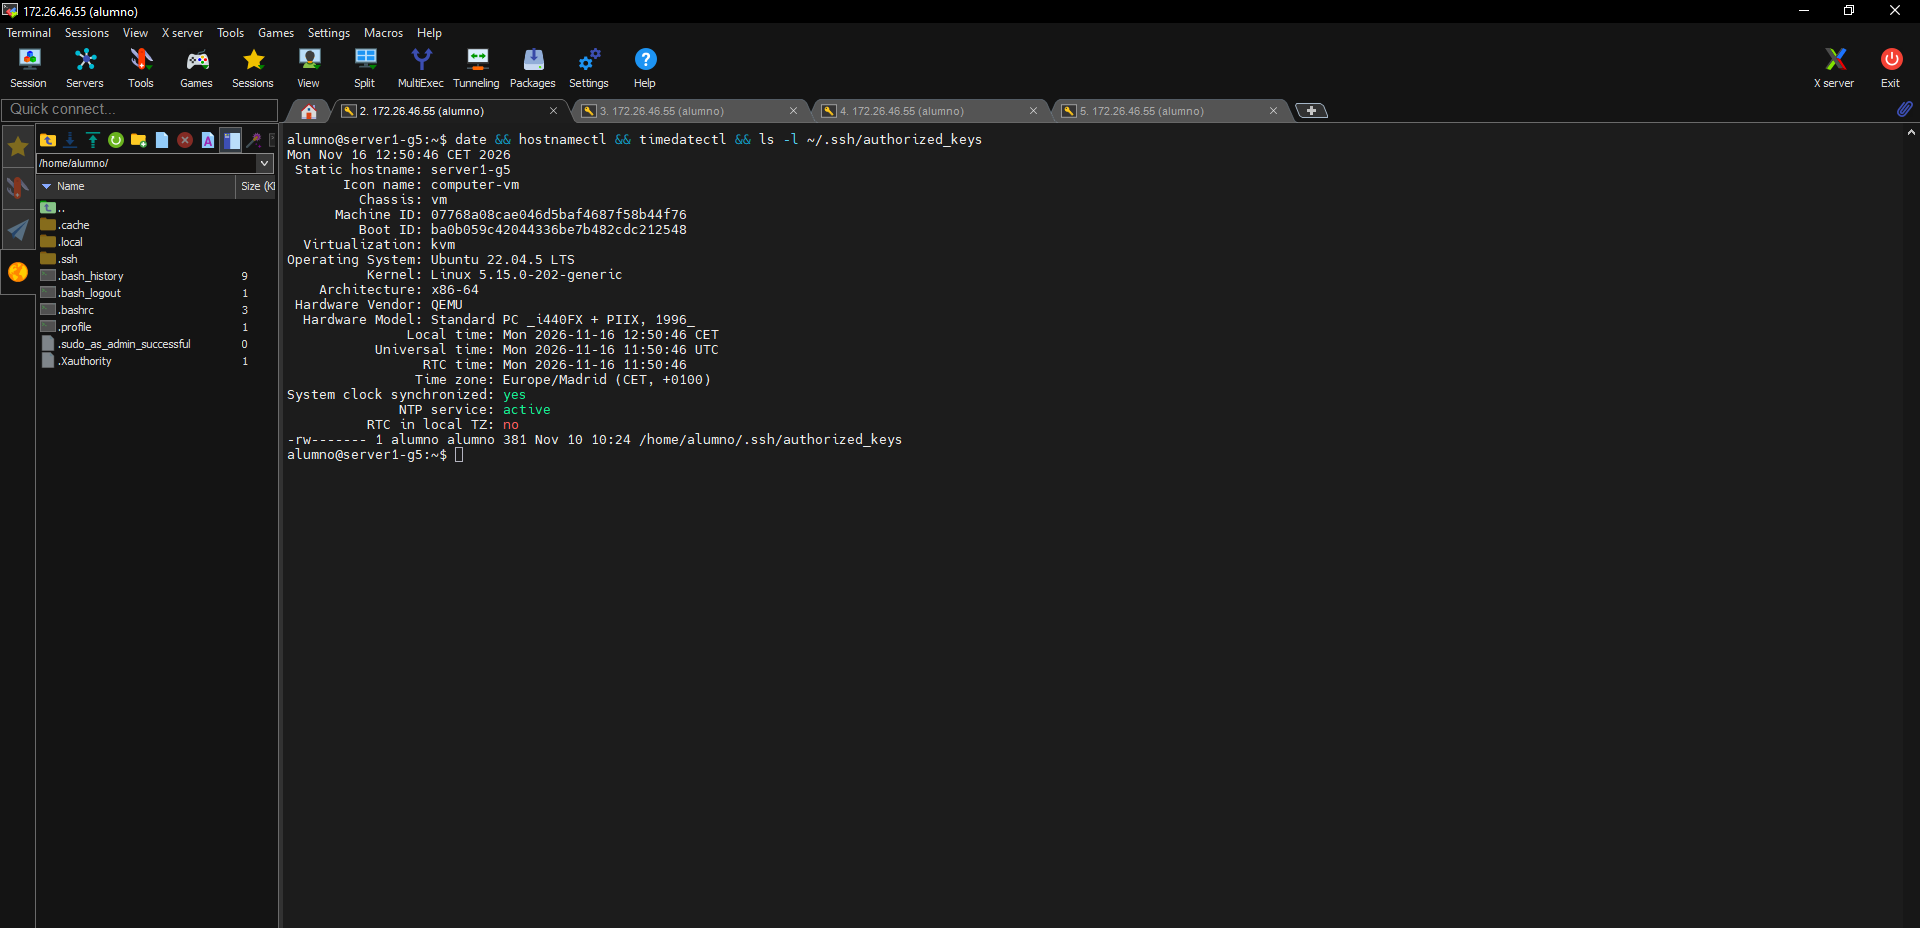 172.26.46.55 (alumno)
Terminal Sessions View X server Tools Games Settings Macros Help
Session Servers Tools Games Sessions View Split MultiExec Tunneling Packages Settings Help X server Exit
Quick connect...
2. 172.26.46.55 (alumno)
3. 172.26.46.55 (alumno)
4. 172.26.46.55 (alumno)
5. 172.26.46.55 (alumno)
/home/alumno/
Name Size (K
..
.cache
.local
.ssh
.bash_history 9
.bash_logout 1
.bashrc 3
.profile 1
.sudo_as_admin_successful 0
.Xauthority 1
alumno@server1-g5:~$ date && hostnamectl && timedatectl && ls -l ~/.ssh/authorized_keys
Mon Nov 16 12:50:46 CET 2026
Static hostname: server1-g5
Icon name: computer-vm
Chassis: vm
Machine ID: 07768a08cae046d5baf4687f58b44f76
Boot ID: ba0b059c42044336be7b482cdc212548
Virtualization: kvm
Operating System: Ubuntu 22.04.5 LTS
Kernel: Linux 5.15.0-202-generic
Architecture: x86-64
Hardware Vendor: QEMU
Hardware Model: Standard PC _i440FX + PIIX, 1996_
Local time: Mon 2026-11-16 12:50:46 CET
Universal time: Mon 2026-11-16 11:50:46 UTC
RTC time: Mon 2026-11-16 11:50:46
Time zone: Europe/Madrid (CET, +0100)
System clock synchronized: yes
NTP service: active
RTC in local TZ: no
-rw------- 1 alumno alumno 381 Nov 10 10:24 /home/alumno/.ssh/authorized_keys
alumno@server1-g5:~$